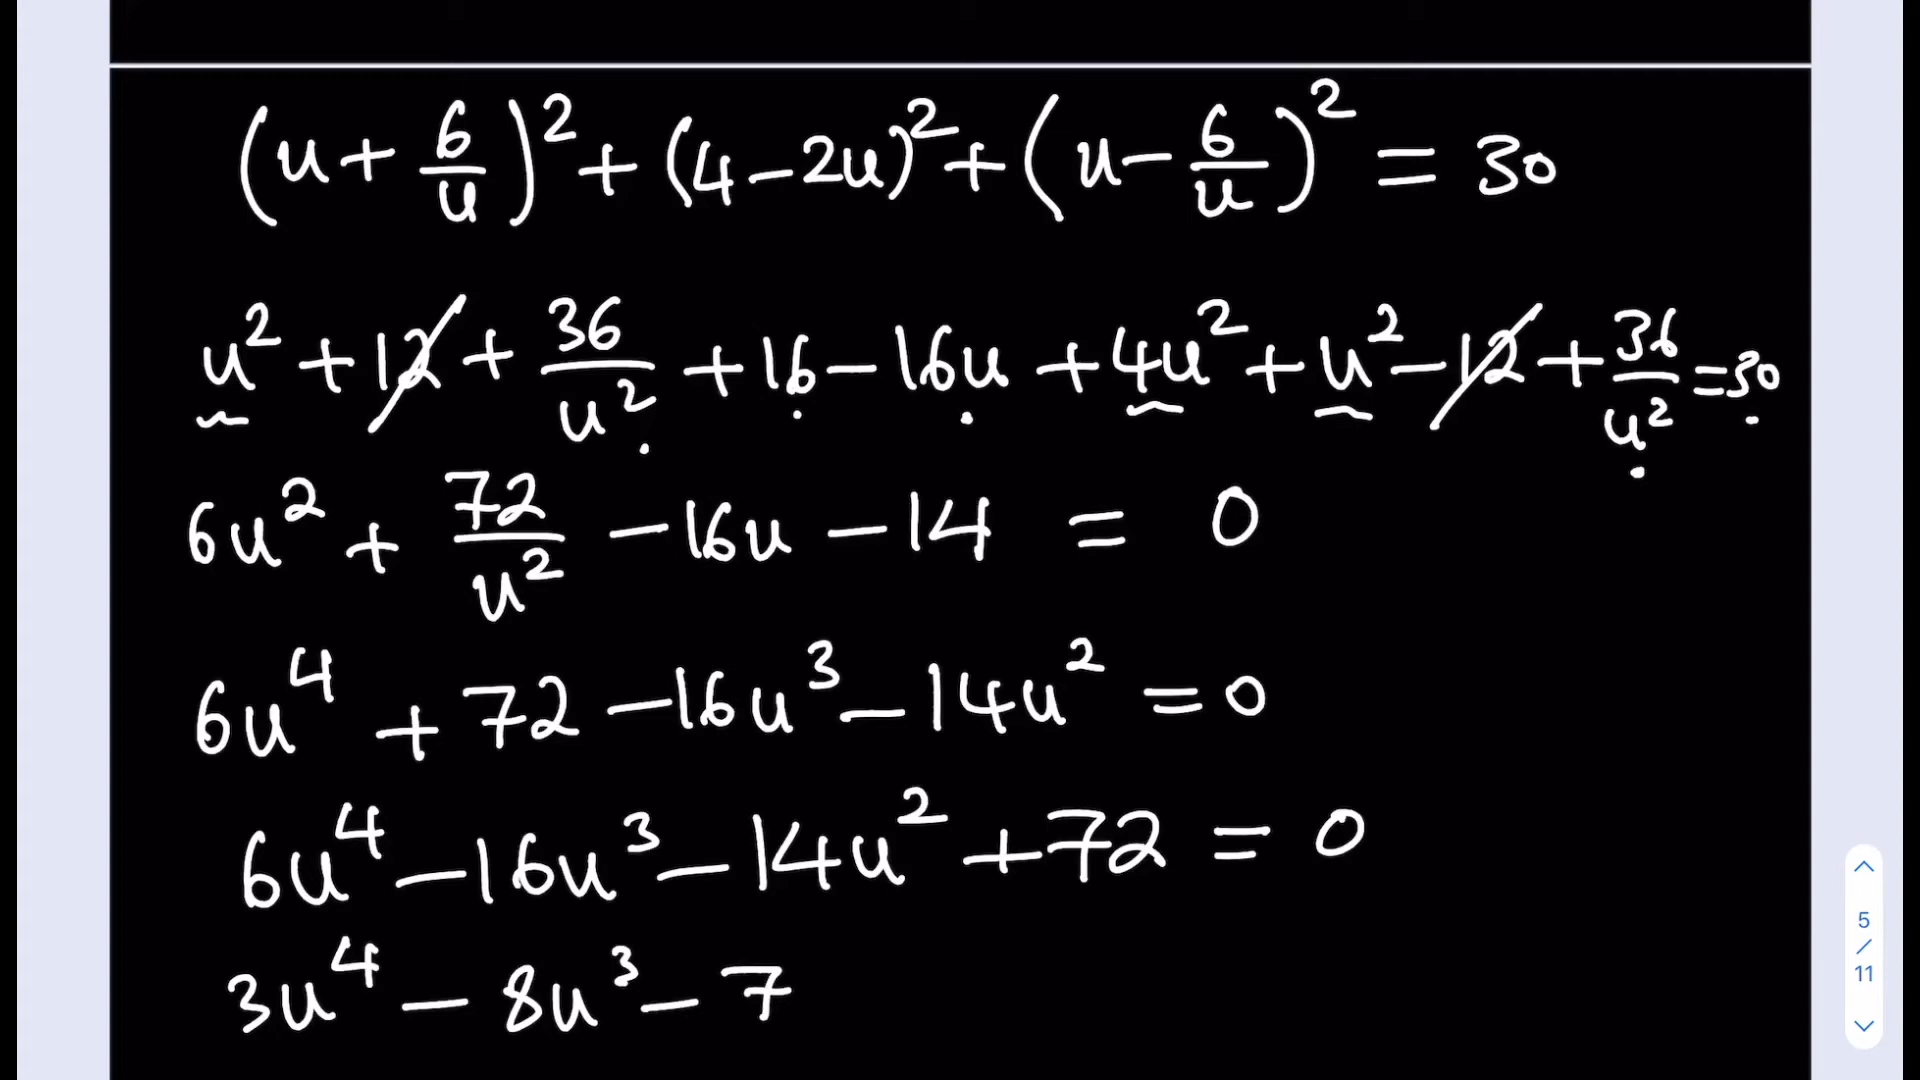 (u + 6/u)² + (4 - 2u)² + (u - 6/u)² = 30
u² + 12 + 36/u² + 16 - 16u + 4u² + u² - 12 + 36/u² = 30
6u² + 72/u² - 16u - 14 = 0
6u⁴ + 72 - 16u³ - 14u² = 0
6u⁴ - 16u³ - 14u² + 72 = 0
3u⁴ - 8u³ - 7
5
/
11